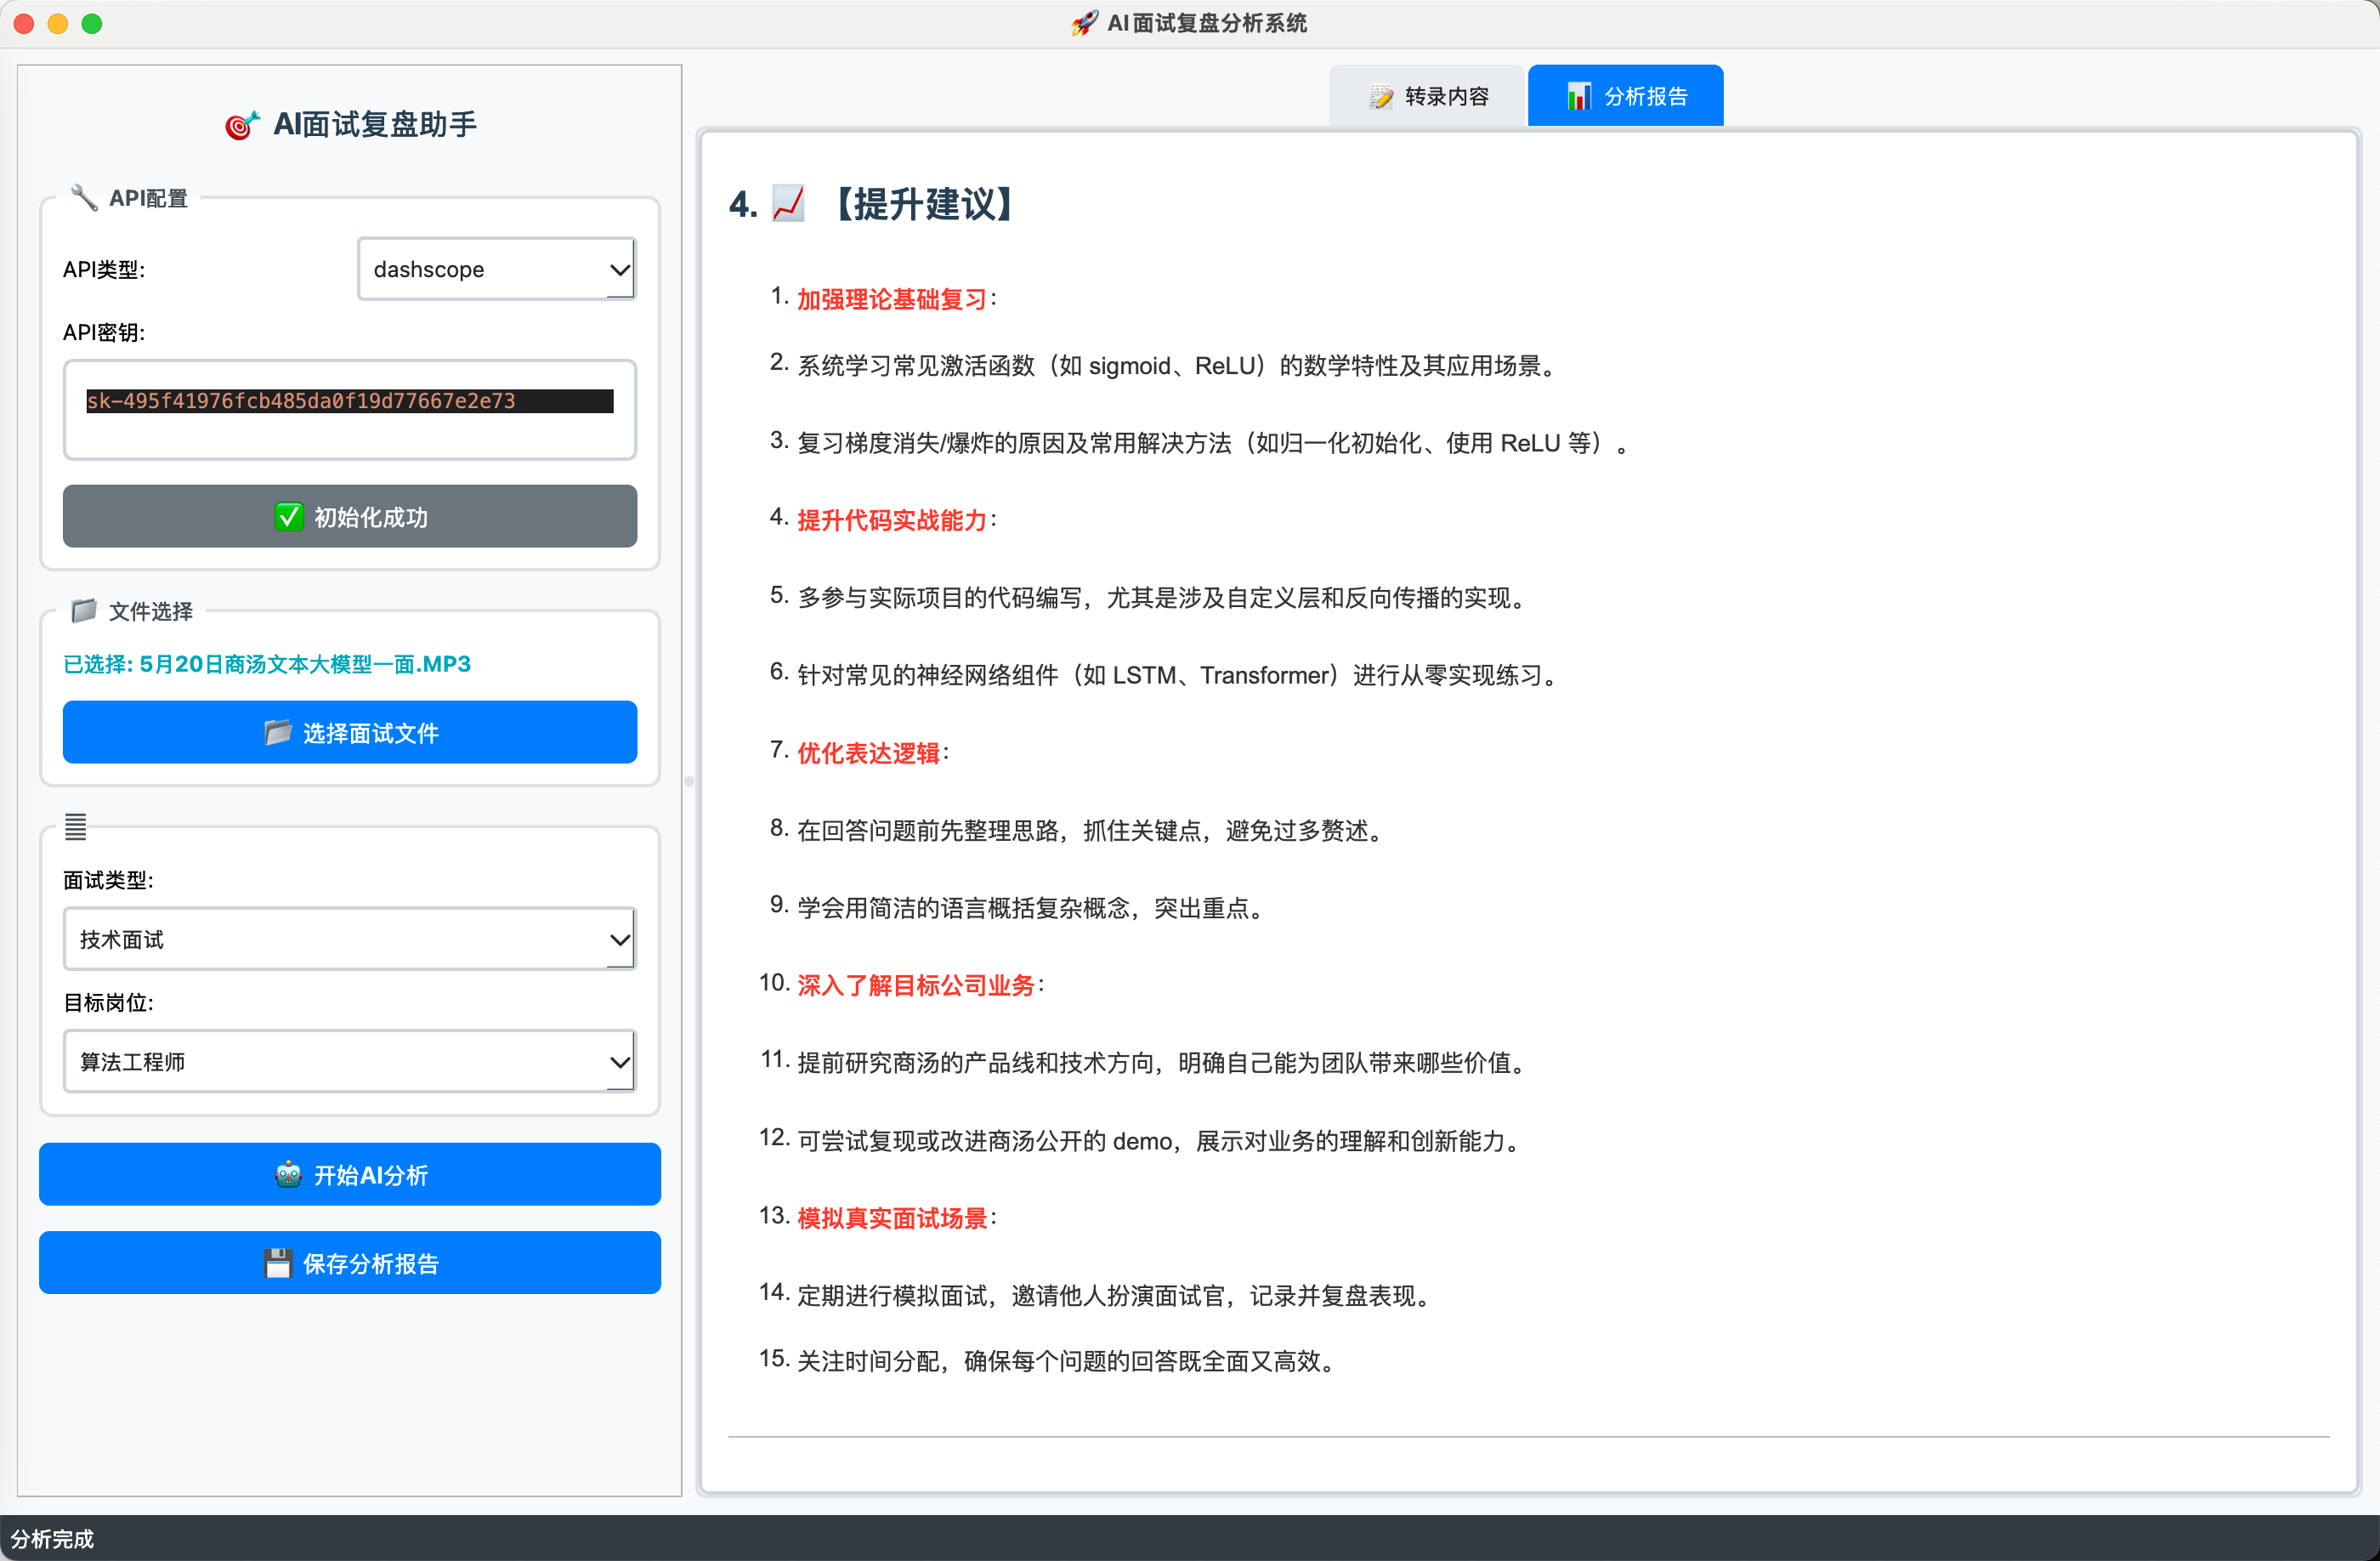 🚀 AI面试复盘分析系统
🎯 AI面试复盘助手
🔧 API配置
API类型:
dashscope
API密钥:
sk-495f41976fcb485da0f19d77667e2e73
✅ 初始化成功
📁 文件选择
已选择: 5月20日商汤文本大模型一面.MP3
📂 选择面试文件
面试类型:
技术面试
目标岗位:
算法工程师
🤖 开始AI分析
💾 保存分析报告
📝 转录内容
📊 分析报告
4. 📈 【提升建议】
1. 加强理论基础复习：
2. 系统学习常见激活函数（如 sigmoid、ReLU）的数学特性及其应用场景。
3. 复习梯度消失/爆炸的原因及常用解决方法（如归一化初始化、使用 ReLU 等）。
4. 提升代码实战能力：
5. 多参与实际项目的代码编写，尤其是涉及自定义层和反向传播的实现。
6. 针对常见的神经网络组件（如 LSTM、Transformer）进行从零实现练习。
7. 优化表达逻辑：
8. 在回答问题前先整理思路，抓住关键点，避免过多赘述。
9. 学会用简洁的语言概括复杂概念，突出重点。
10. 深入了解目标公司业务：
11. 提前研究商汤的产品线和技术方向，明确自己能为团队带来哪些价值。
12. 可尝试复现或改进商汤公开的 demo，展示对业务的理解和创新能力。
13. 模拟真实面试场景：
14. 定期进行模拟面试，邀请他人扮演面试官，记录并复盘表现。
15. 关注时间分配，确保每个问题的回答既全面又高效。
分析完成